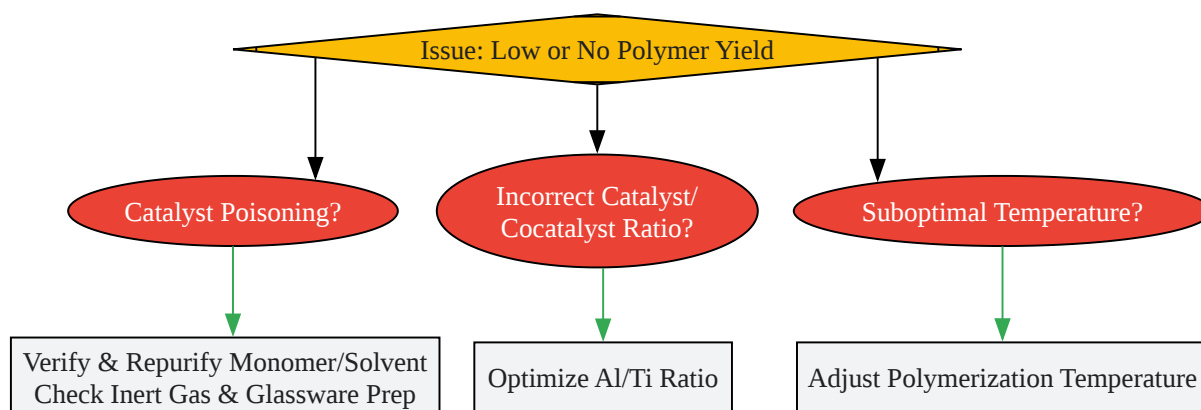 Issue: Low or No Polymer Yield
Catalyst Poisoning?
Incorrect Catalyst/
Cocatalyst Ratio?
Suboptimal Temperature?
Verify & Repurify Monomer/Solvent
Check Inert Gas & Glassware Prep
Optimize Al/Ti Ratio
Adjust Polymerization Temperature